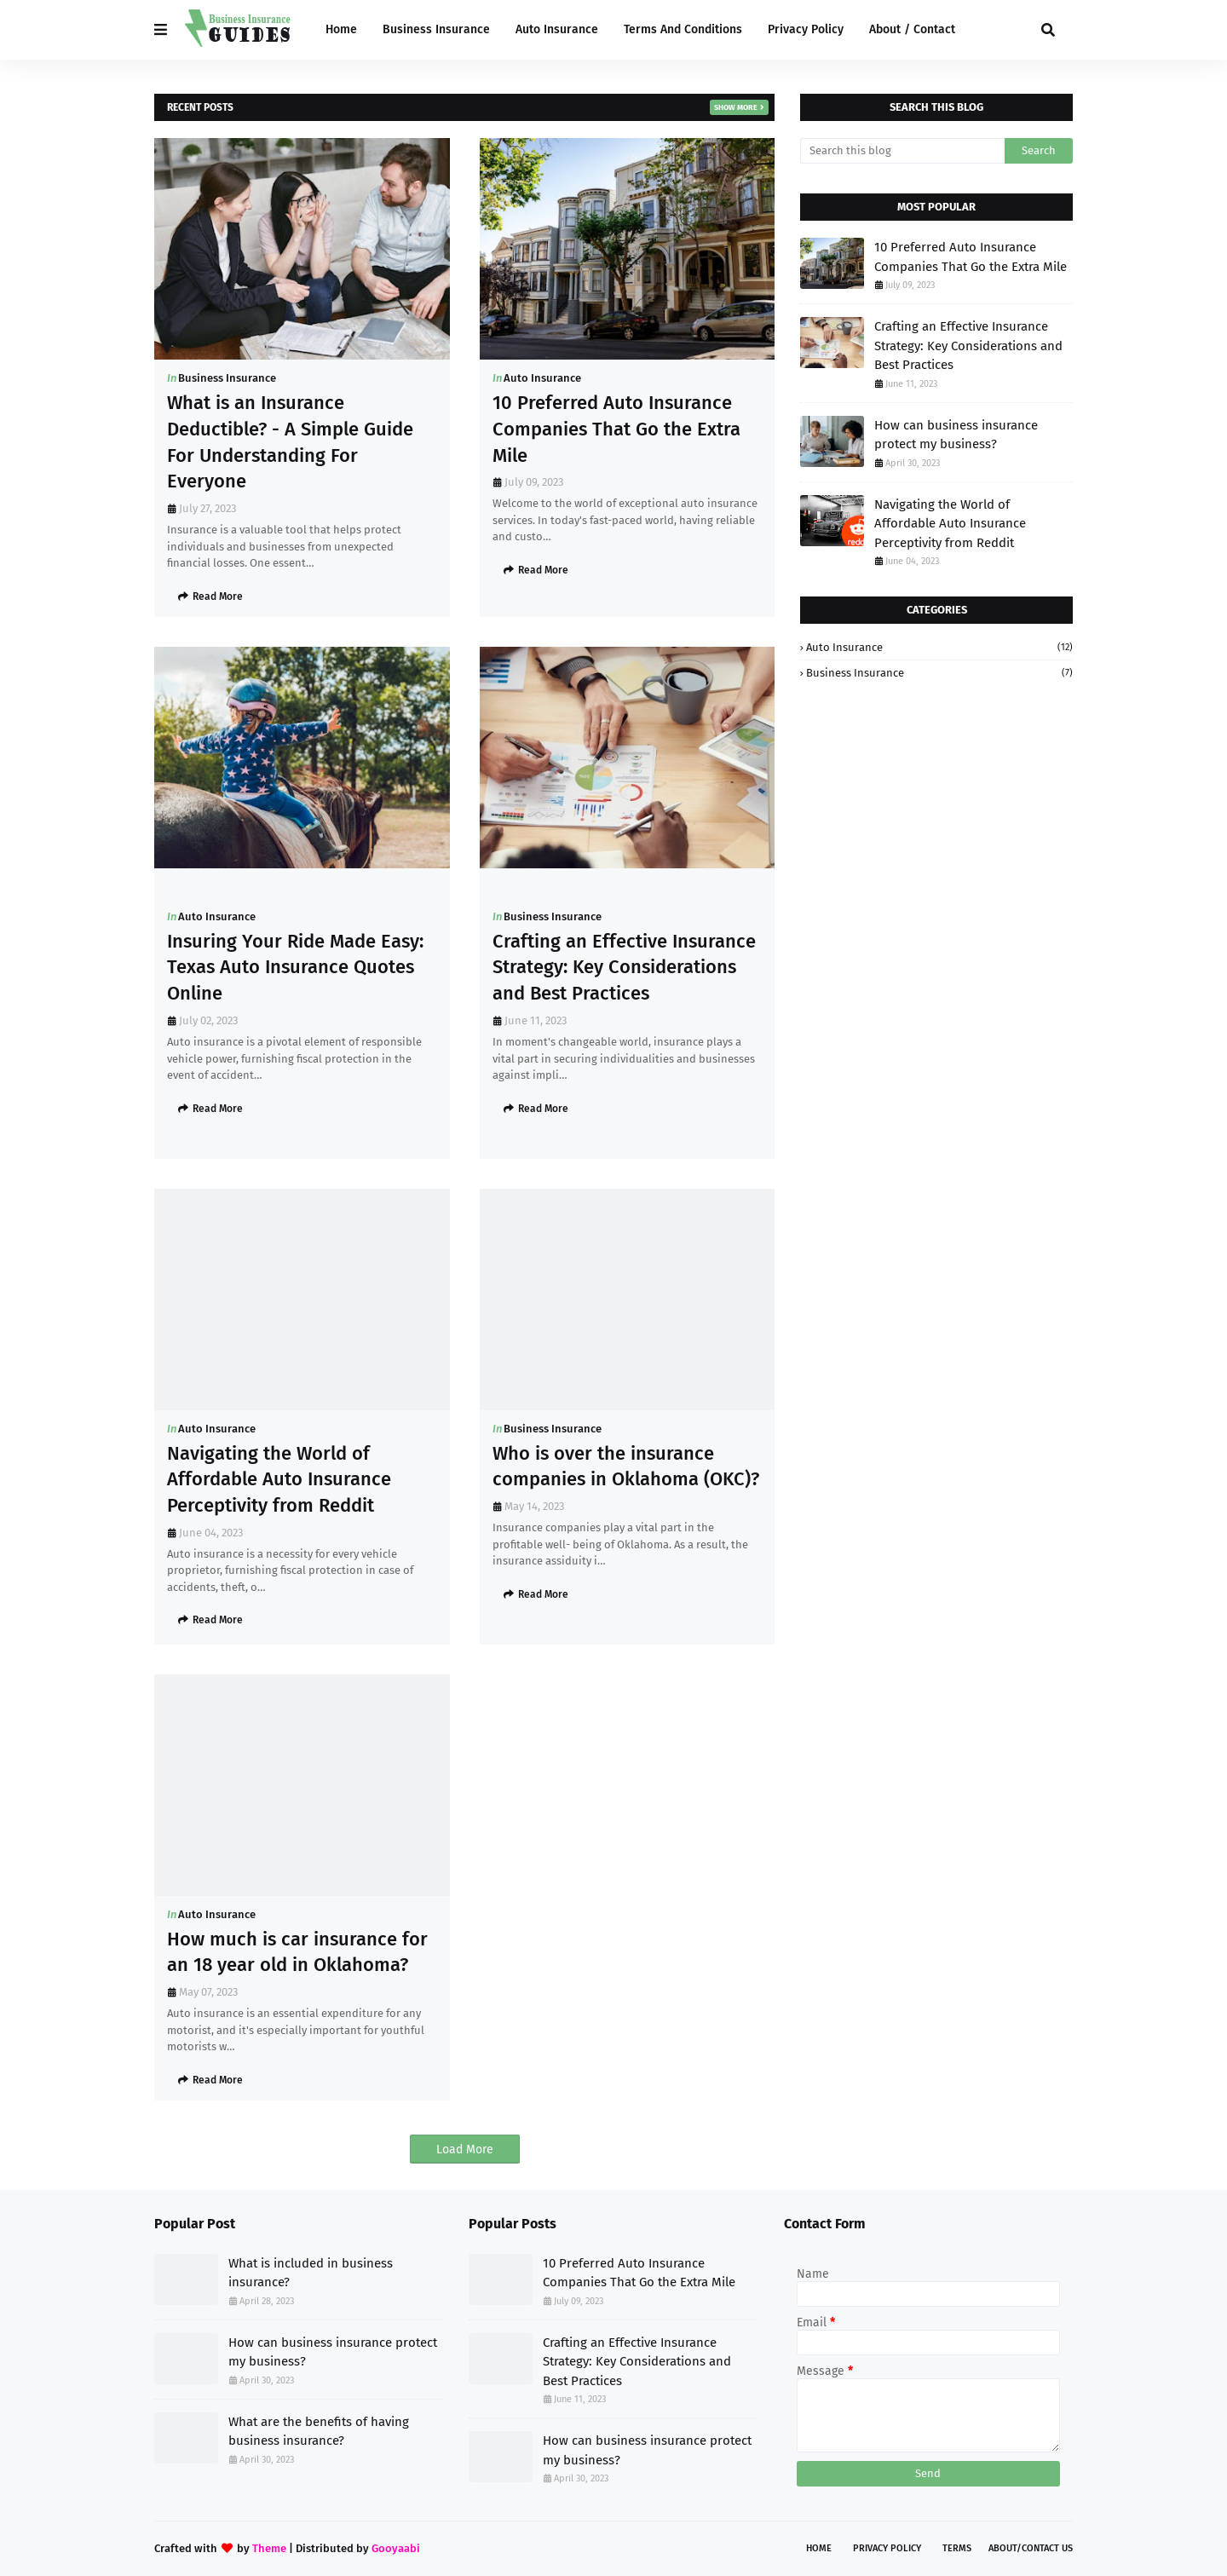 Business Insurance
GUIDES
Home
Business Insurance
Auto Insurance
Terms And Conditions
Privacy Policy
About / Contact
RECENT POSTS
SHOW MORE
In Business Insurance
What is an Insurance
Deductible? - A Simple Guide
For Understanding For
Everyone
July 27, 2023
Insurance is a valuable tool that helps protect
individuals and businesses from unexpected
financial losses. One essent…
Read More
In Auto Insurance
10 Preferred Auto Insurance
Companies That Go the Extra
Mile
July 09, 2023
Welcome to the world of exceptional auto insurance
services. In today's fast-paced world, having reliable
and custo…
Read More
In Auto Insurance
Insuring Your Ride Made Easy:
Texas Auto Insurance Quotes
Online
July 02, 2023
Auto insurance is a pivotal element of responsible
vehicle power, furnishing fiscal protection in the
event of accident…
Read More
In Business Insurance
Crafting an Effective Insurance
Strategy: Key Considerations
and Best Practices
June 11, 2023
In moment's changeable world, insurance plays a
vital part in securing individualities and businesses
against impli…
Read More
In Auto Insurance
Navigating the World of
Affordable Auto Insurance
Perceptivity from Reddit
June 04, 2023
Auto insurance is a necessity for every vehicle
proprietor, furnishing fiscal protection in case of
accidents, theft, o…
Read More
In Business Insurance
Who is over the insurance
companies in Oklahoma (OKC)?
May 14, 2023
Insurance companies play a vital part in the
profitable well- being of Oklahoma. As a result, the
insurance assiduity i…
Read More
In Auto Insurance
How much is car insurance for
an 18 year old in Oklahoma?
May 07, 2023
Auto insurance is an essential expenditure for any
motorist, and it's especially important for youthful
motorists w…
Read More
Load More
SEARCH THIS BLOG
Search this blog
Search
MOST POPULAR
10 Preferred Auto Insurance
Companies That Go the Extra Mile
July 09, 2023
Crafting an Effective Insurance
Strategy: Key Considerations and
Best Practices
June 11, 2023
How can business insurance
protect my business?
April 30, 2023
redd
Navigating the World of
Affordable Auto Insurance
Perceptivity from Reddit
June 04, 2023
CATEGORIES
› Auto Insurance (12)
› Business Insurance (7)
Popular Post
What is included in business
insurance?
April 28, 2023
How can business insurance protect
my business?
April 30, 2023
What are the benefits of having
business insurance?
April 30, 2023
Popular Posts
10 Preferred Auto Insurance
Companies That Go the Extra Mile
July 09, 2023
Crafting an Effective Insurance
Strategy: Key Considerations and
Best Practices
June 11, 2023
How can business insurance protect
my business?
April 30, 2023
Contact Form
Name
Email *
Message *
Send
Crafted with ❤ by Theme | Distributed by Gooyaabi
HOME
PRIVACY POLICY
TERMS
ABOUT/CONTACT US